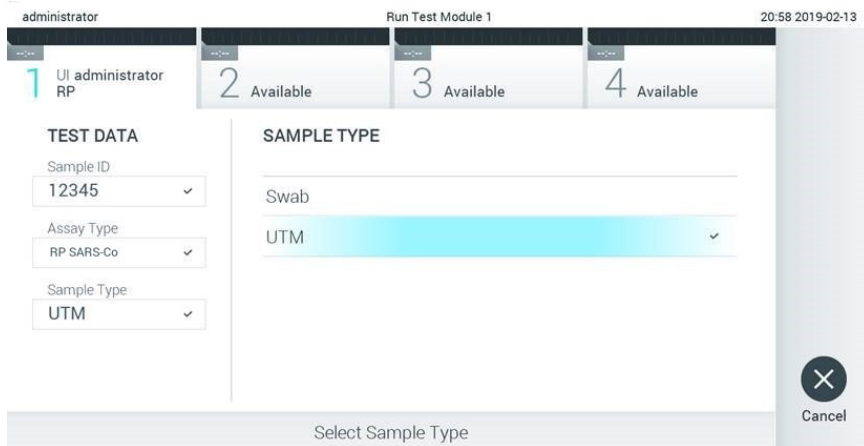 administrator Run Test Module 1 20:58 2019-02-13
--:-- --:-- --:-- --:--
1 UI administrator 2 Available 3 Available 4 Available
RP
TEST DATA
Sample ID
12345
Assay Type
RP SARS-Co
Sample Type
UTM
SAMPLE TYPE
Swab
UTM
Cancel
Select Sample Type